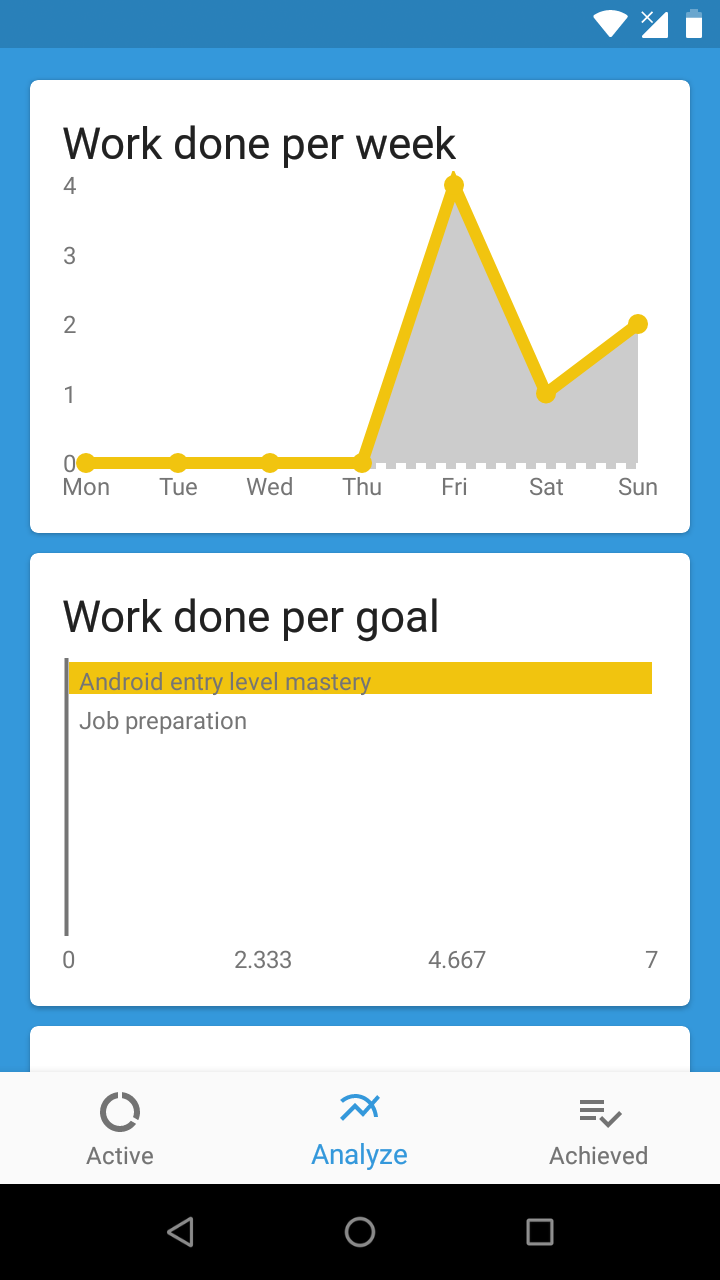 Work done per week
4
3
2
1
0
Mon Tue Wed Thu Fri Sat Sun
Work done per goal
Android entry level mastery
Job preparation
0 2.333 4.667 7
Active Analyze Achieved